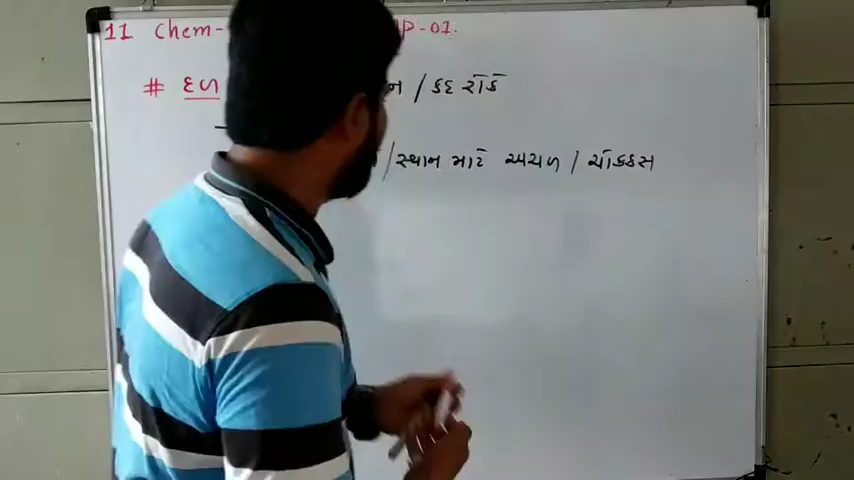 11 Chem- P-01.
# દળ ન / કદ ચોક્ક
/ સ્થાન માટે અચળ / ચોક્કસ